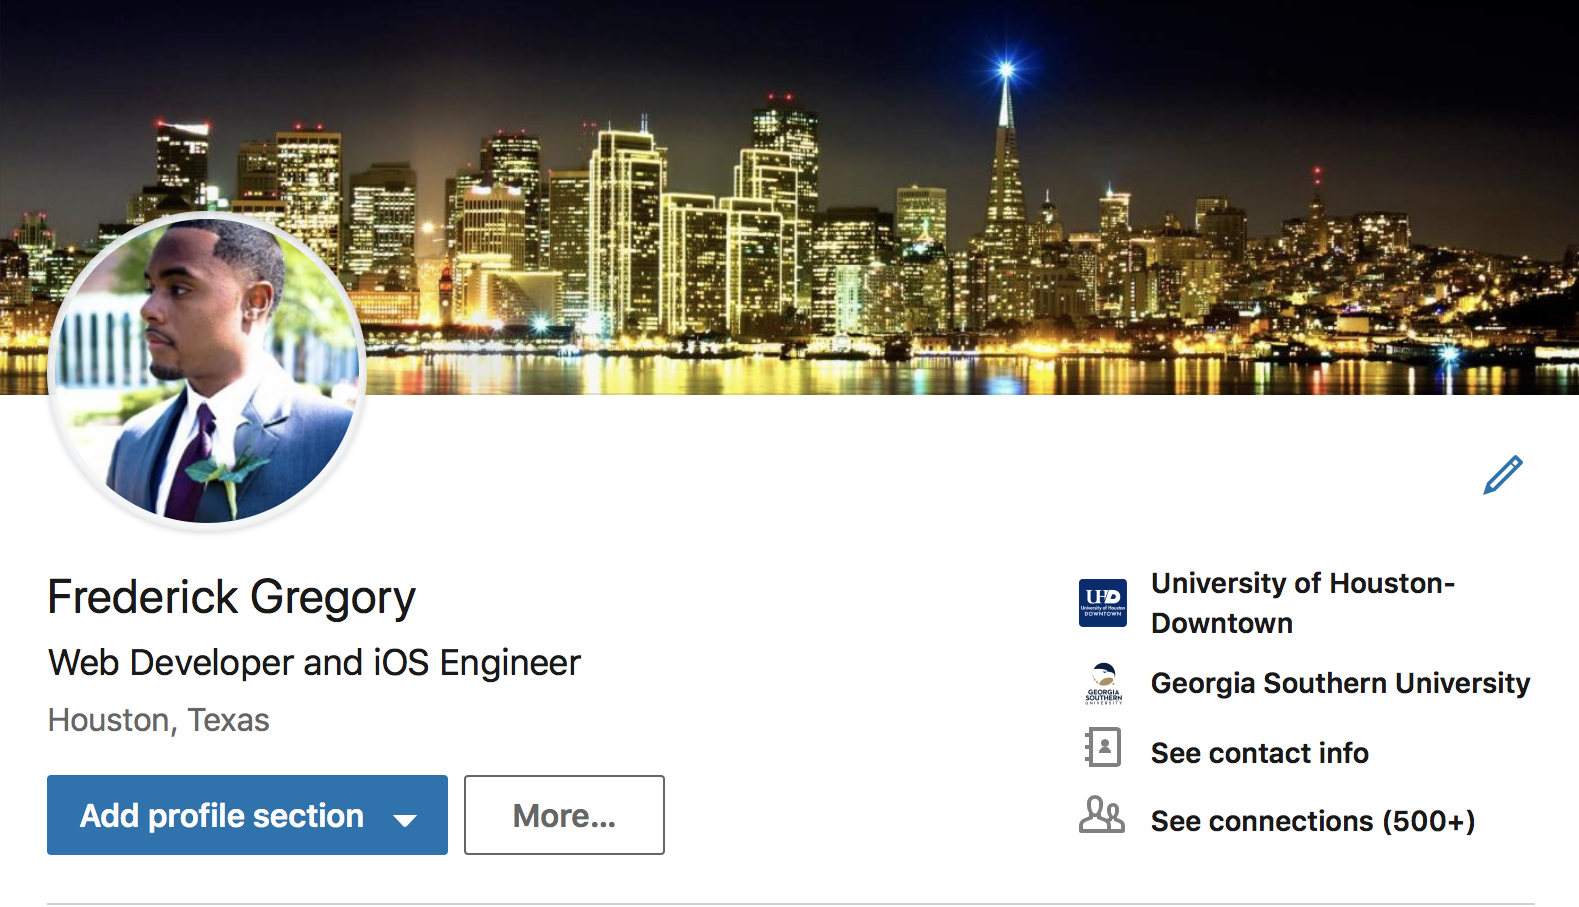 Frederick Gregory
Web Developer and iOS Engineer
Houston, Texas
Add profile section
More...
UHD
University of Houston
DOWNTOWN
University of Houston-
Downtown
GEORGIA
SOUTHERN
UNIVERSITY
Georgia Southern University
See contact info
See connections (500+)